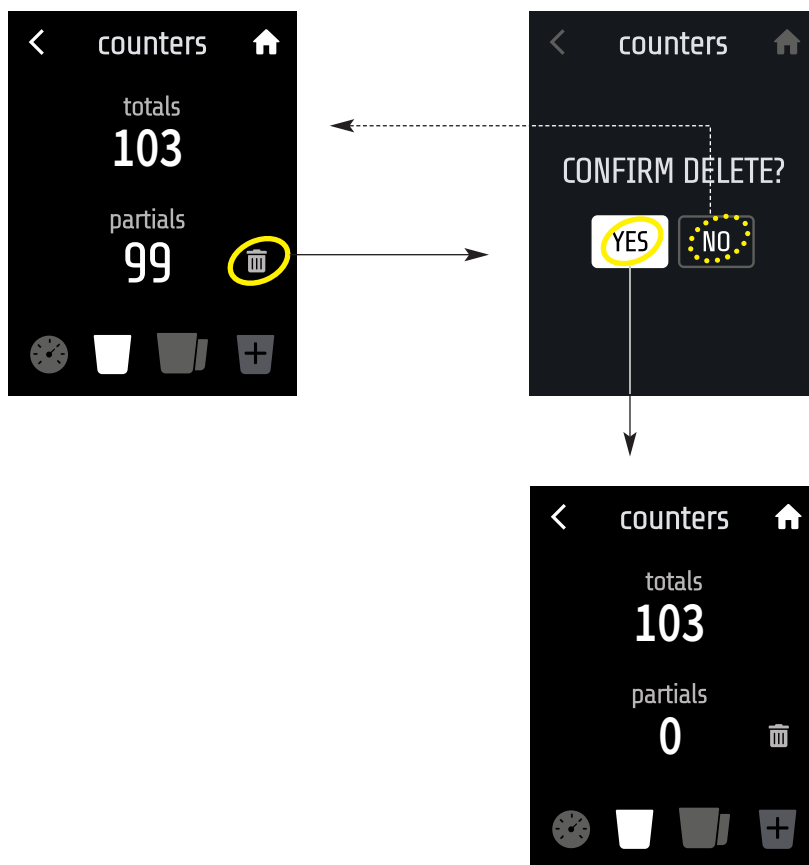 counters
totals
103
partials
99
counters
CONFIRM DELETE?
YES
NO
counters
totals
103
partials
0